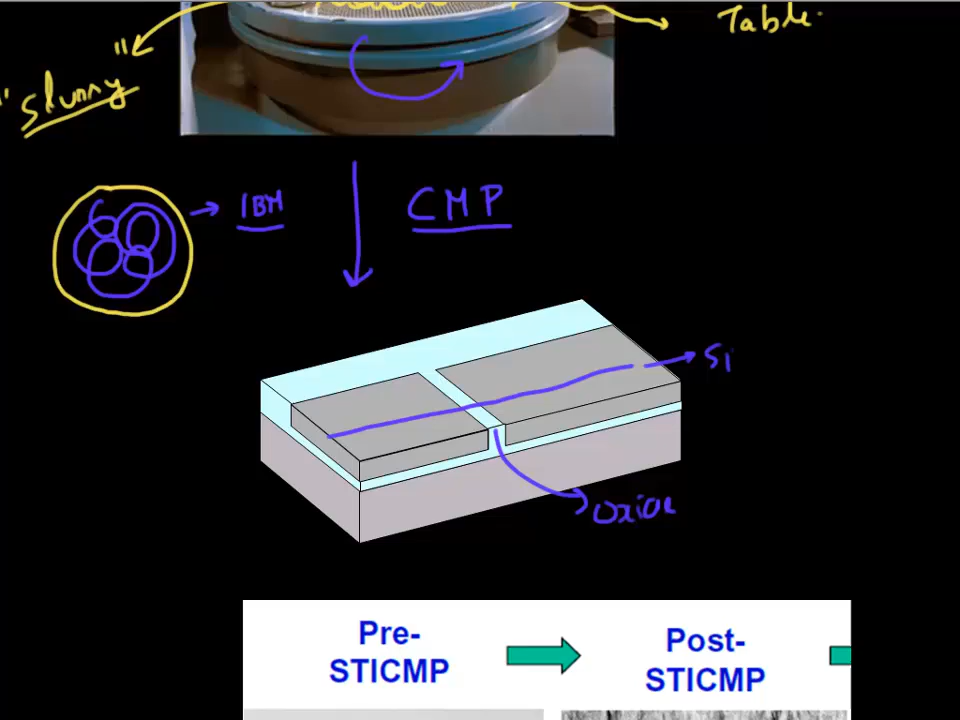 Table
"
"Slurry
IBM
CMP
Si
Oxide
Pre-
STICMP
Post-
STICMP